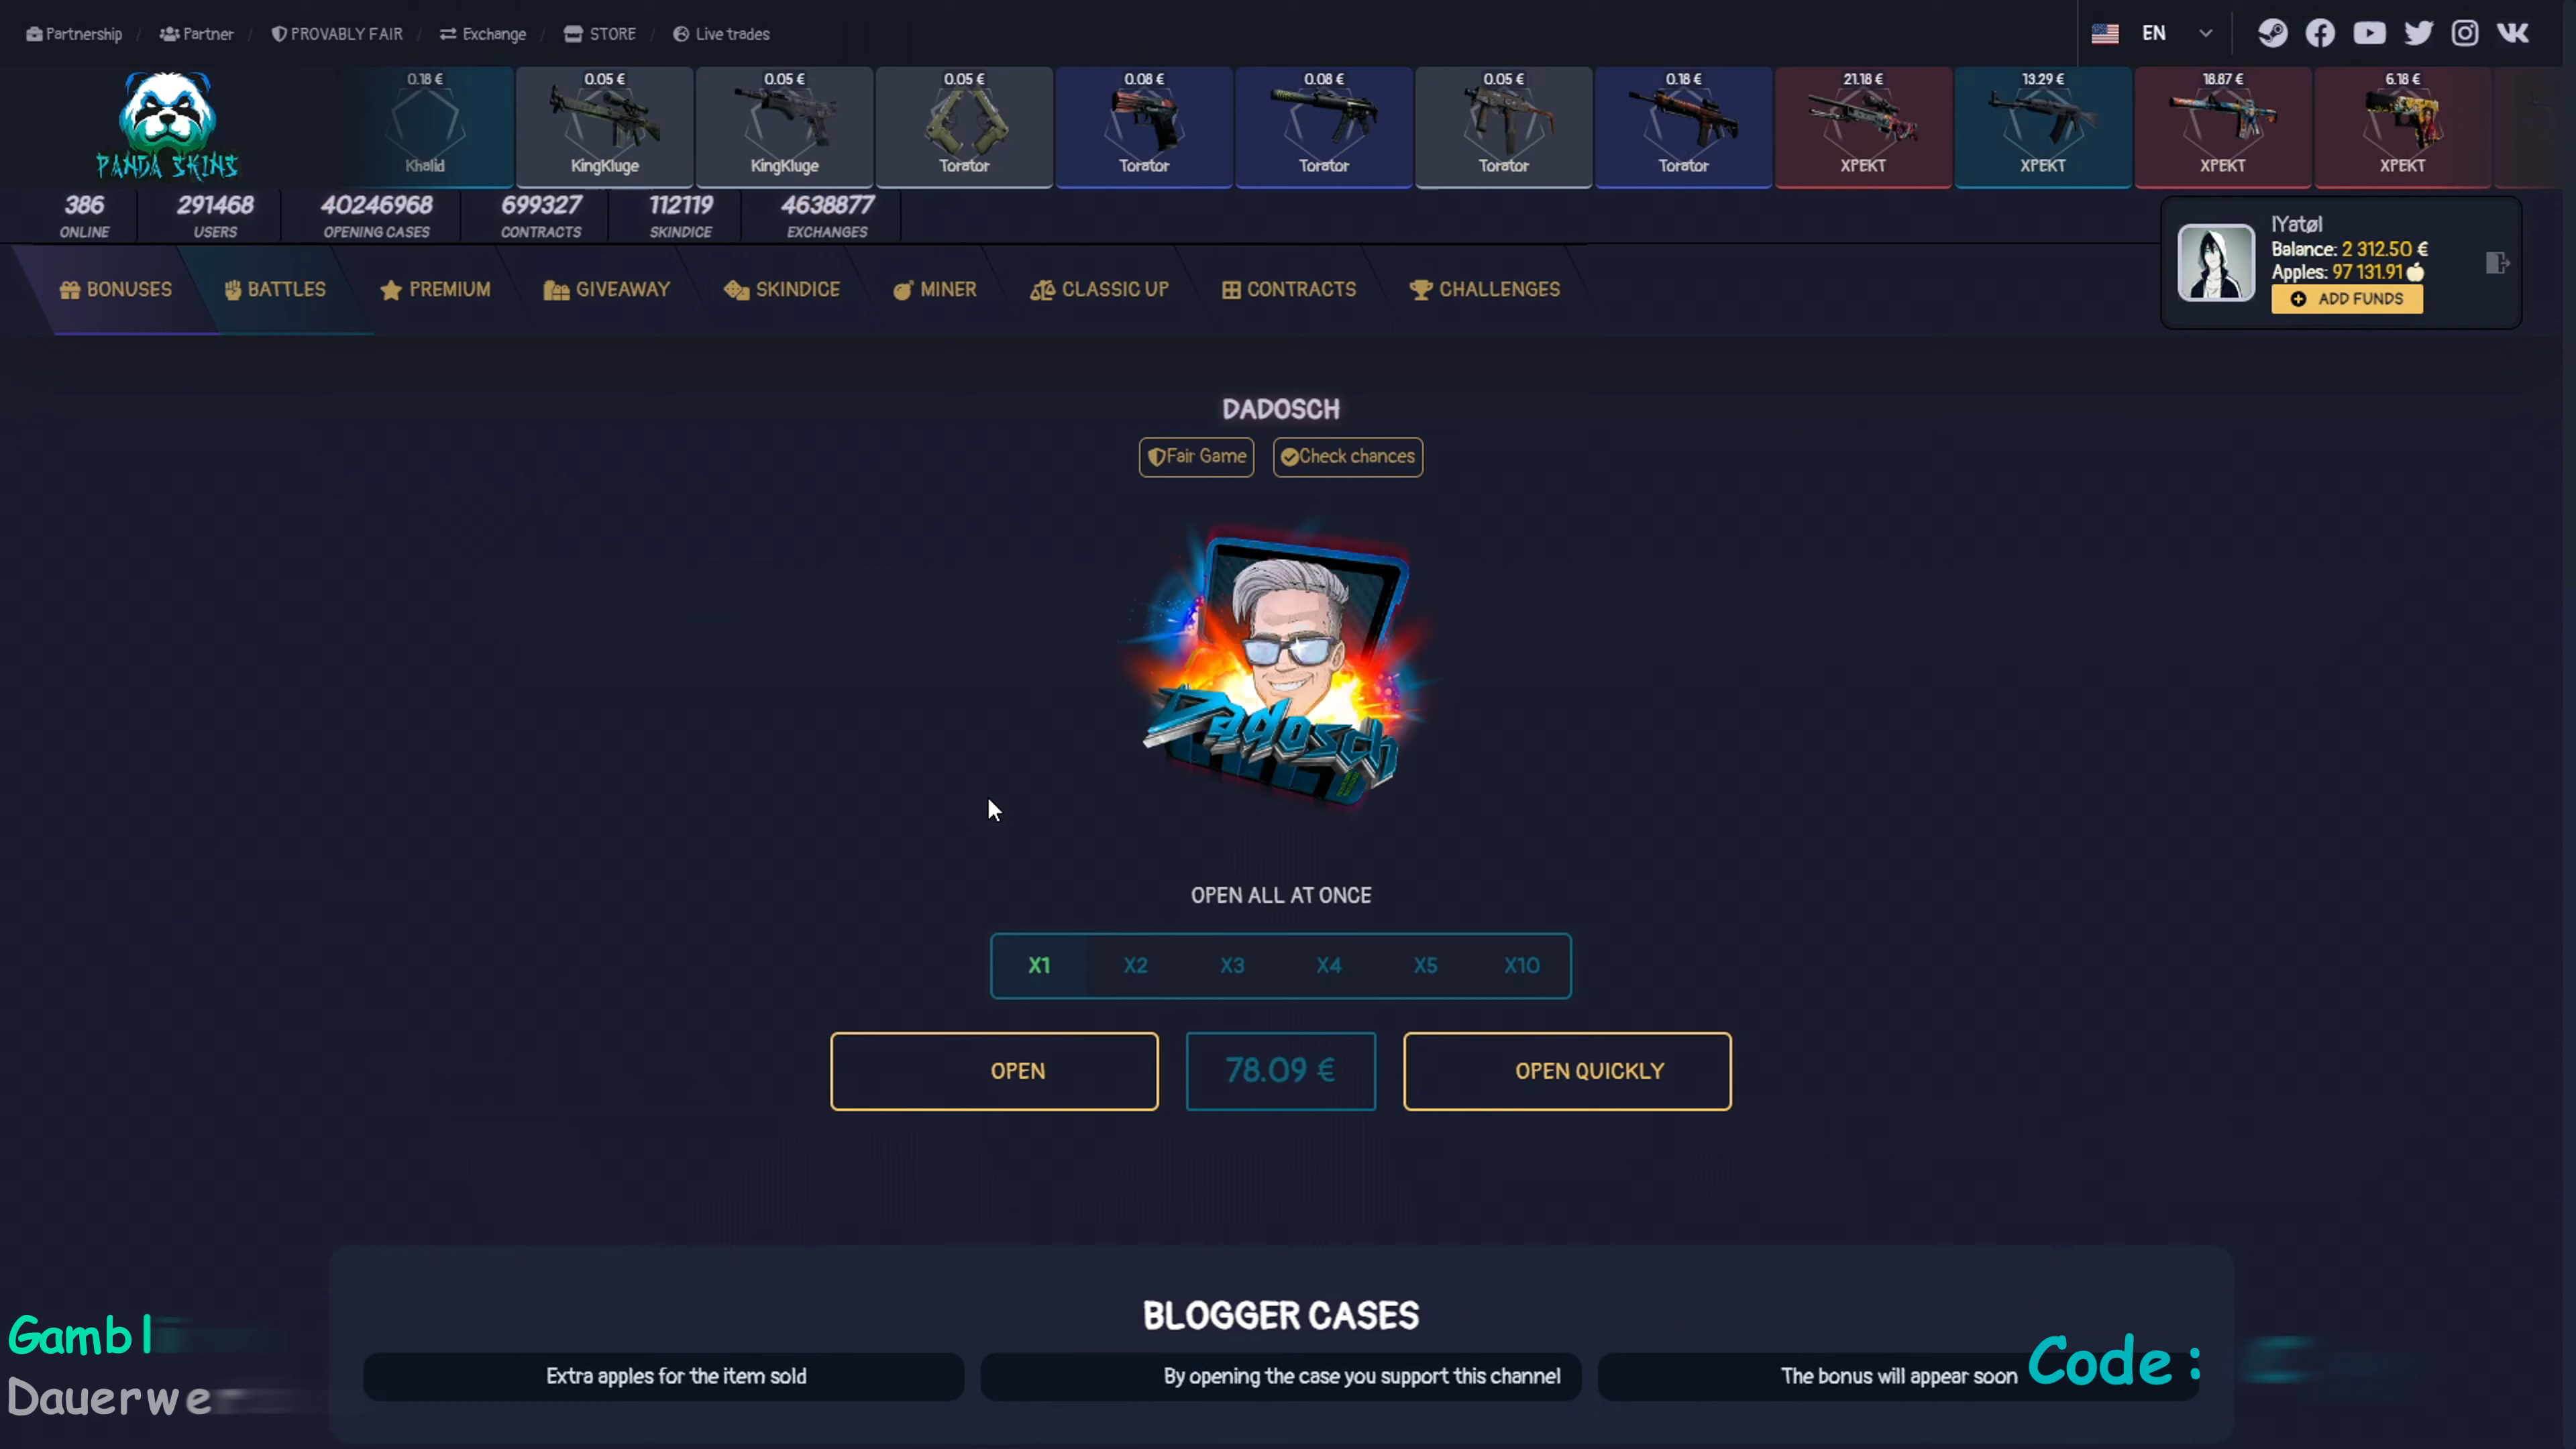 Partnership / Partner / PROVABLY FAIR / Exchange / STORE / Live trades
EN
PANDA SKINS
0.18 € 0.05 € 0.05 € 0.05 € 0.08 € 0.08 € 0.05 € 0.18 € 21.18 € 13.29 € 18.87 € 6.18 €
Khalid KingKluge KingKluge Torator Torator Torator Torator Torator XPEKT XPEKT XPEKT XPEKT
386 291468 40246968 699327 112119 4638877
ONLINE USERS OPENING CASES CONTRACTS SKINDICE EXCHANGES
lYatøl
Balance: 2 312.50 €
Apples: 97 131.91
ADD FUNDS
BONUSES BATTLES PREMIUM GIVEAWAY SKINDICE MINER CLASSIC UP CONTRACTS CHALLENGES
DADOSCH
Fair Game Check chances
Dadosch
OPEN ALL AT ONCE
X1 X2 X3 X4 X5 X10
OPEN 78.09 € OPEN QUICKLY
BLOGGER CASES
Extra apples for the item sold By opening the case you support this channel The bonus will appear soon
Gambl
Dauerwer
Code: